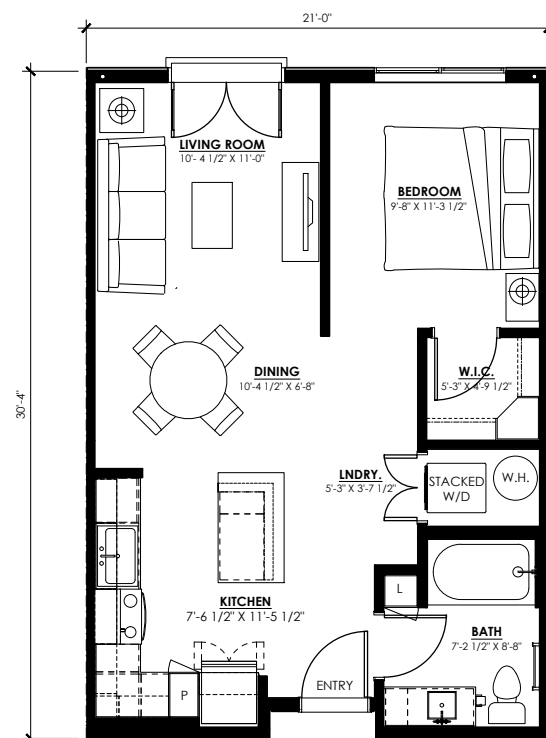 21'-0"
30'-4"
LIVING ROOM
10'- 4 1/2" X 11'-0"
BEDROOM
9'-8" X 11'-3 1/2"
DINING
10'-4 1/2" X 6'-8"
W.I.C.
5'-3" X 4'-9 1/2"
LNDRY.
5'-3" X 3'-7 1/2"
STACKED
W/D
W.H.
KITCHEN
7'-6 1/2" X 11'-5 1/2"
L
BATH
7'-2 1/2" X 8'-8"
P
ENTRY